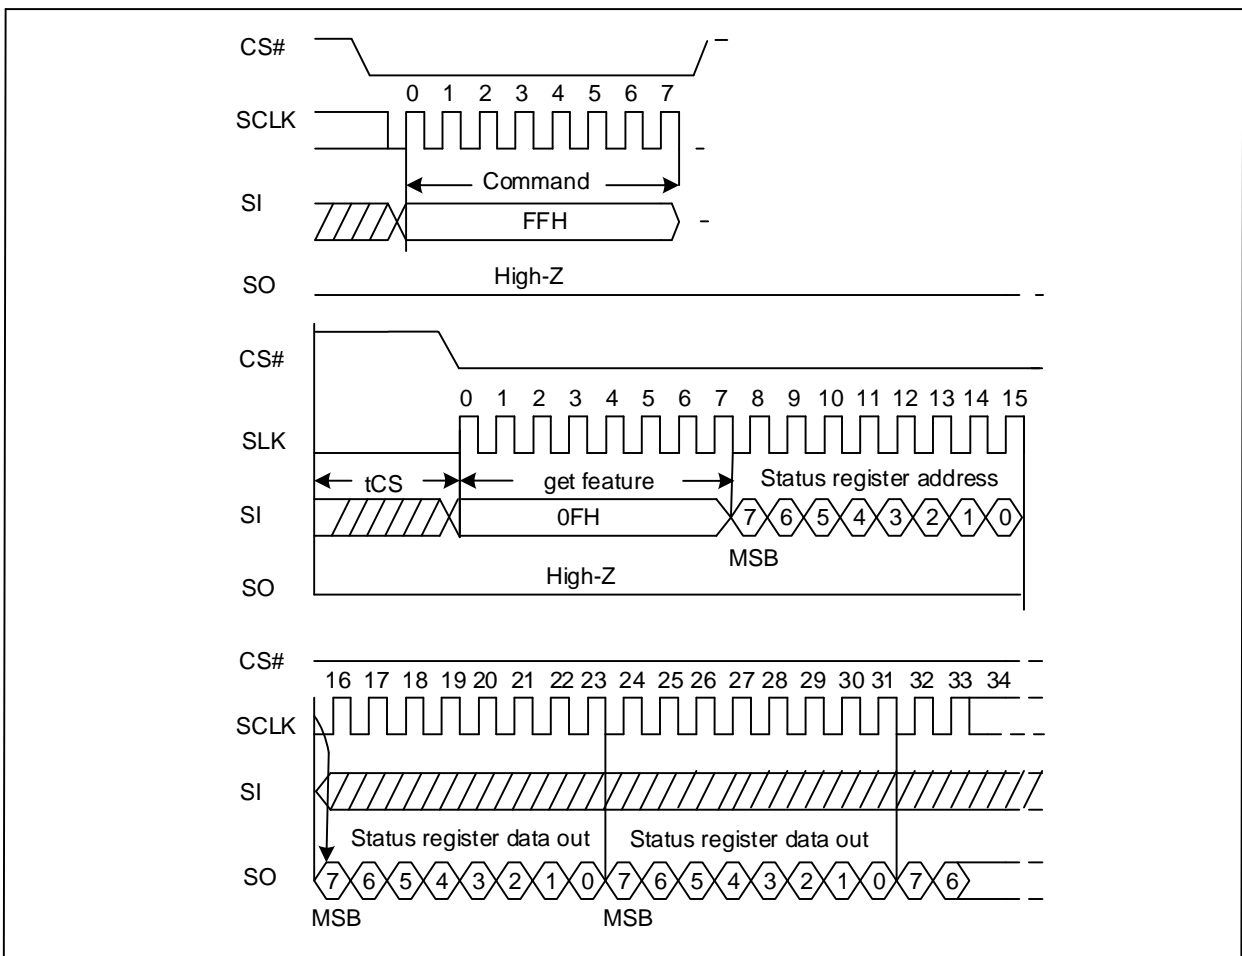 CS#
0 1 2 3 4 5 6 7
SCLK
Command
SI
FFH
High-Z
SO
CS#
0 1 2 3 4 5 6 7 8 9 10 11 12 13 14 15
SLK
tCS get feature Status register address
SI
0FH 7 6 5 4 3 2 1 0
MSB
High-Z
SO
CS#
16 17 18 19 20 21 22 23 24 25 26 27 28 29 30 31 32 33 34
SCLK
SI
Status register data out Status register data out
SO 7 6 5 4 3 2 1 0 7 6 5 4 3 2 1 0 7 6
MSB MSB